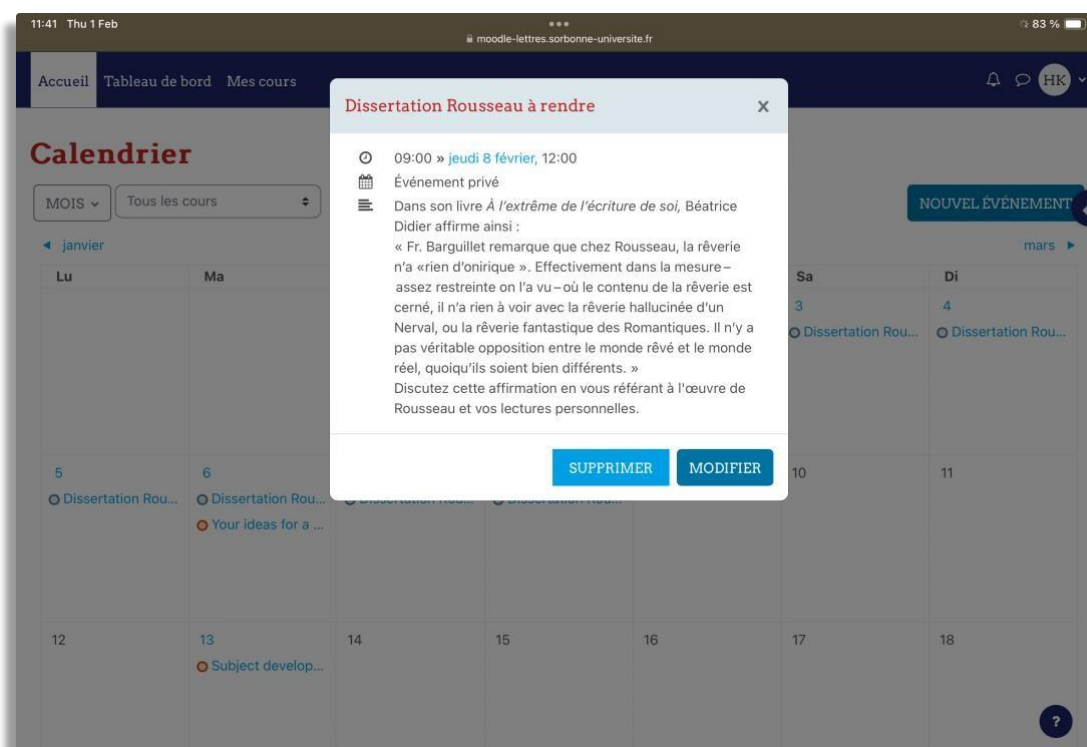 11:41 Thu 1 Feb
moodle-lettres.sorbonne-universite.fr
83 %
Accueil Tableau de bord Mes cours
HK
Dissertation Rousseau à rendre
x
Calendrier
09:00 » jeudi 8 février, 12:00
Événement privé
MOIS
Tous les cours
NOUVEL ÉVÉNEMENT
Dans son livre À l'extrême de l'écriture de soi, Béatrice
Didier affirme ainsi :
« Fr. Barguillet remarque que chez Rousseau, la rêverie
n'a «rien d'onirique ». Effectivement dans la mesure–
assez restreinte on l'a vu–où le contenu de la rêverie est
cerné, il n'a rien à voir avec la rêverie hallucinée d'un
Nerval, ou la rêverie fantastique des Romantiques. Il n'y a
pas véritable opposition entre le monde rêvé et le monde
réel, quoiqu'ils soient bien différents. »
Discutez cette affirmation en vous référant à l'œuvre de
Rousseau et vos lectures personnelles.
SUPPRIMER
MODIFIER
janvier
mars
Lu Ma Sa Di
3 4
Dissertation Rou... Dissertation Rou...
5 6 10 11
Dissertation Rou... Dissertation Rou...
Your ideas for a ...
12 13 14 15 16 17 18
Subject develop...
?